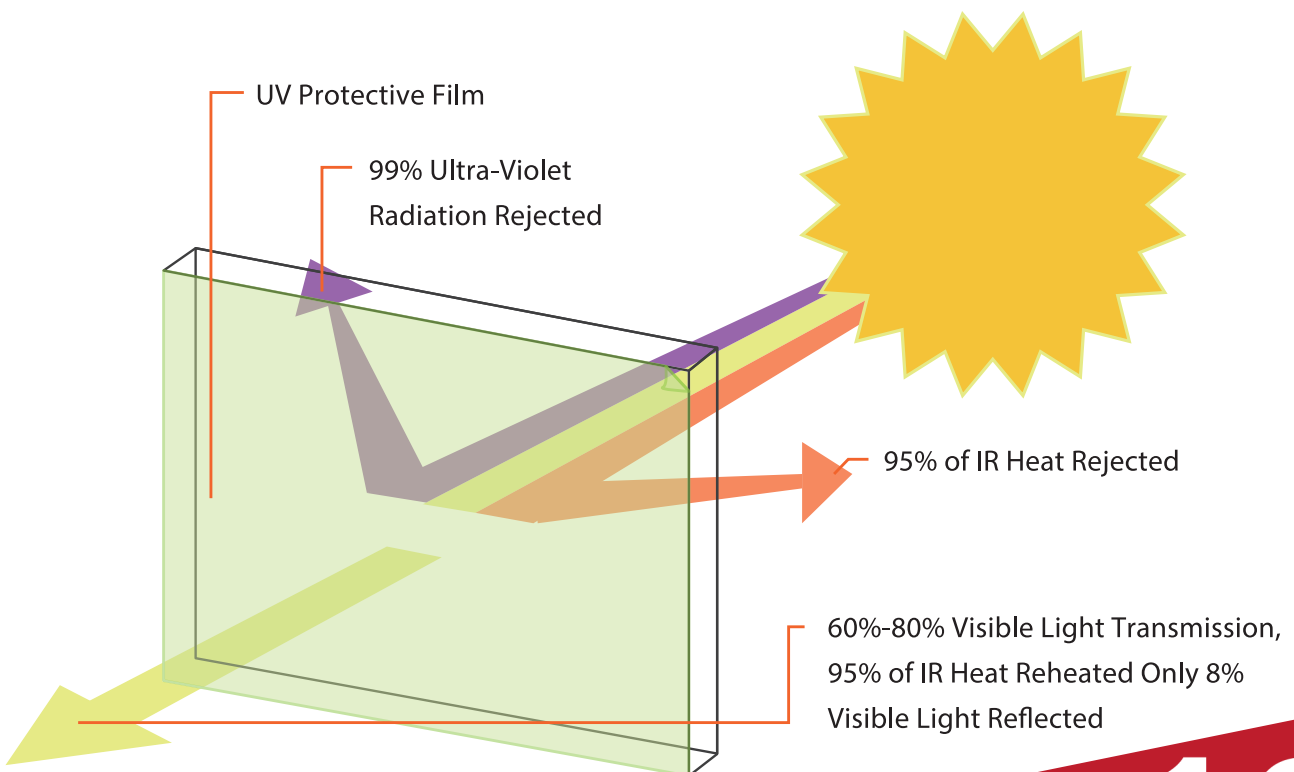 UV Protective Film
99% Ultra-Violet
Radiation Rejected
95% of IR Heat Rejected
60%-80% Visible Light Transmission,
95% of IR Heat Reheated Only 8%
Visible Light Reflected